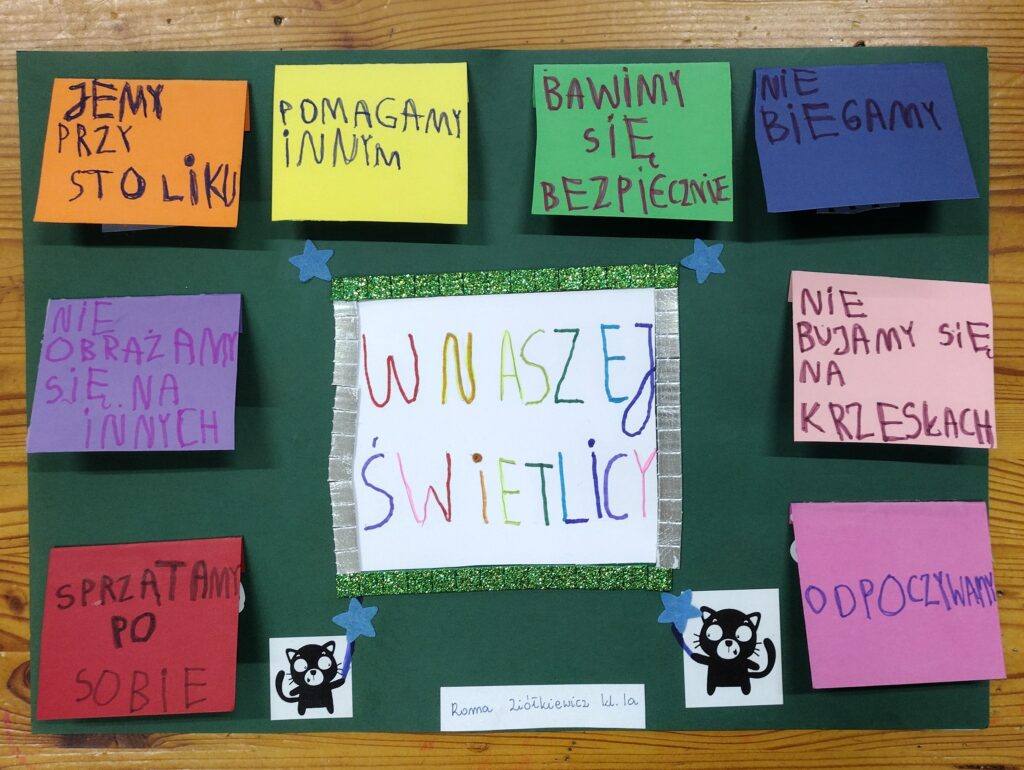 JEMY
PRZY
STOLIKU
POMAGAMY
INNYM
BAWIMY
SIĘ
BEZPIECZNIE
NIE
BIEGAMY
NIE
OBRAŻAMY
SIĘ NA
INNYCH
W NASZEJ
ŚWIETLICY
NIE
BUJAMY SIĘ
NA
KRZESŁACH
SPRZĄTAMY
PO
SOBIE
ODPOCZYWAMY
Roma Ziółkiewicz kl. Ia